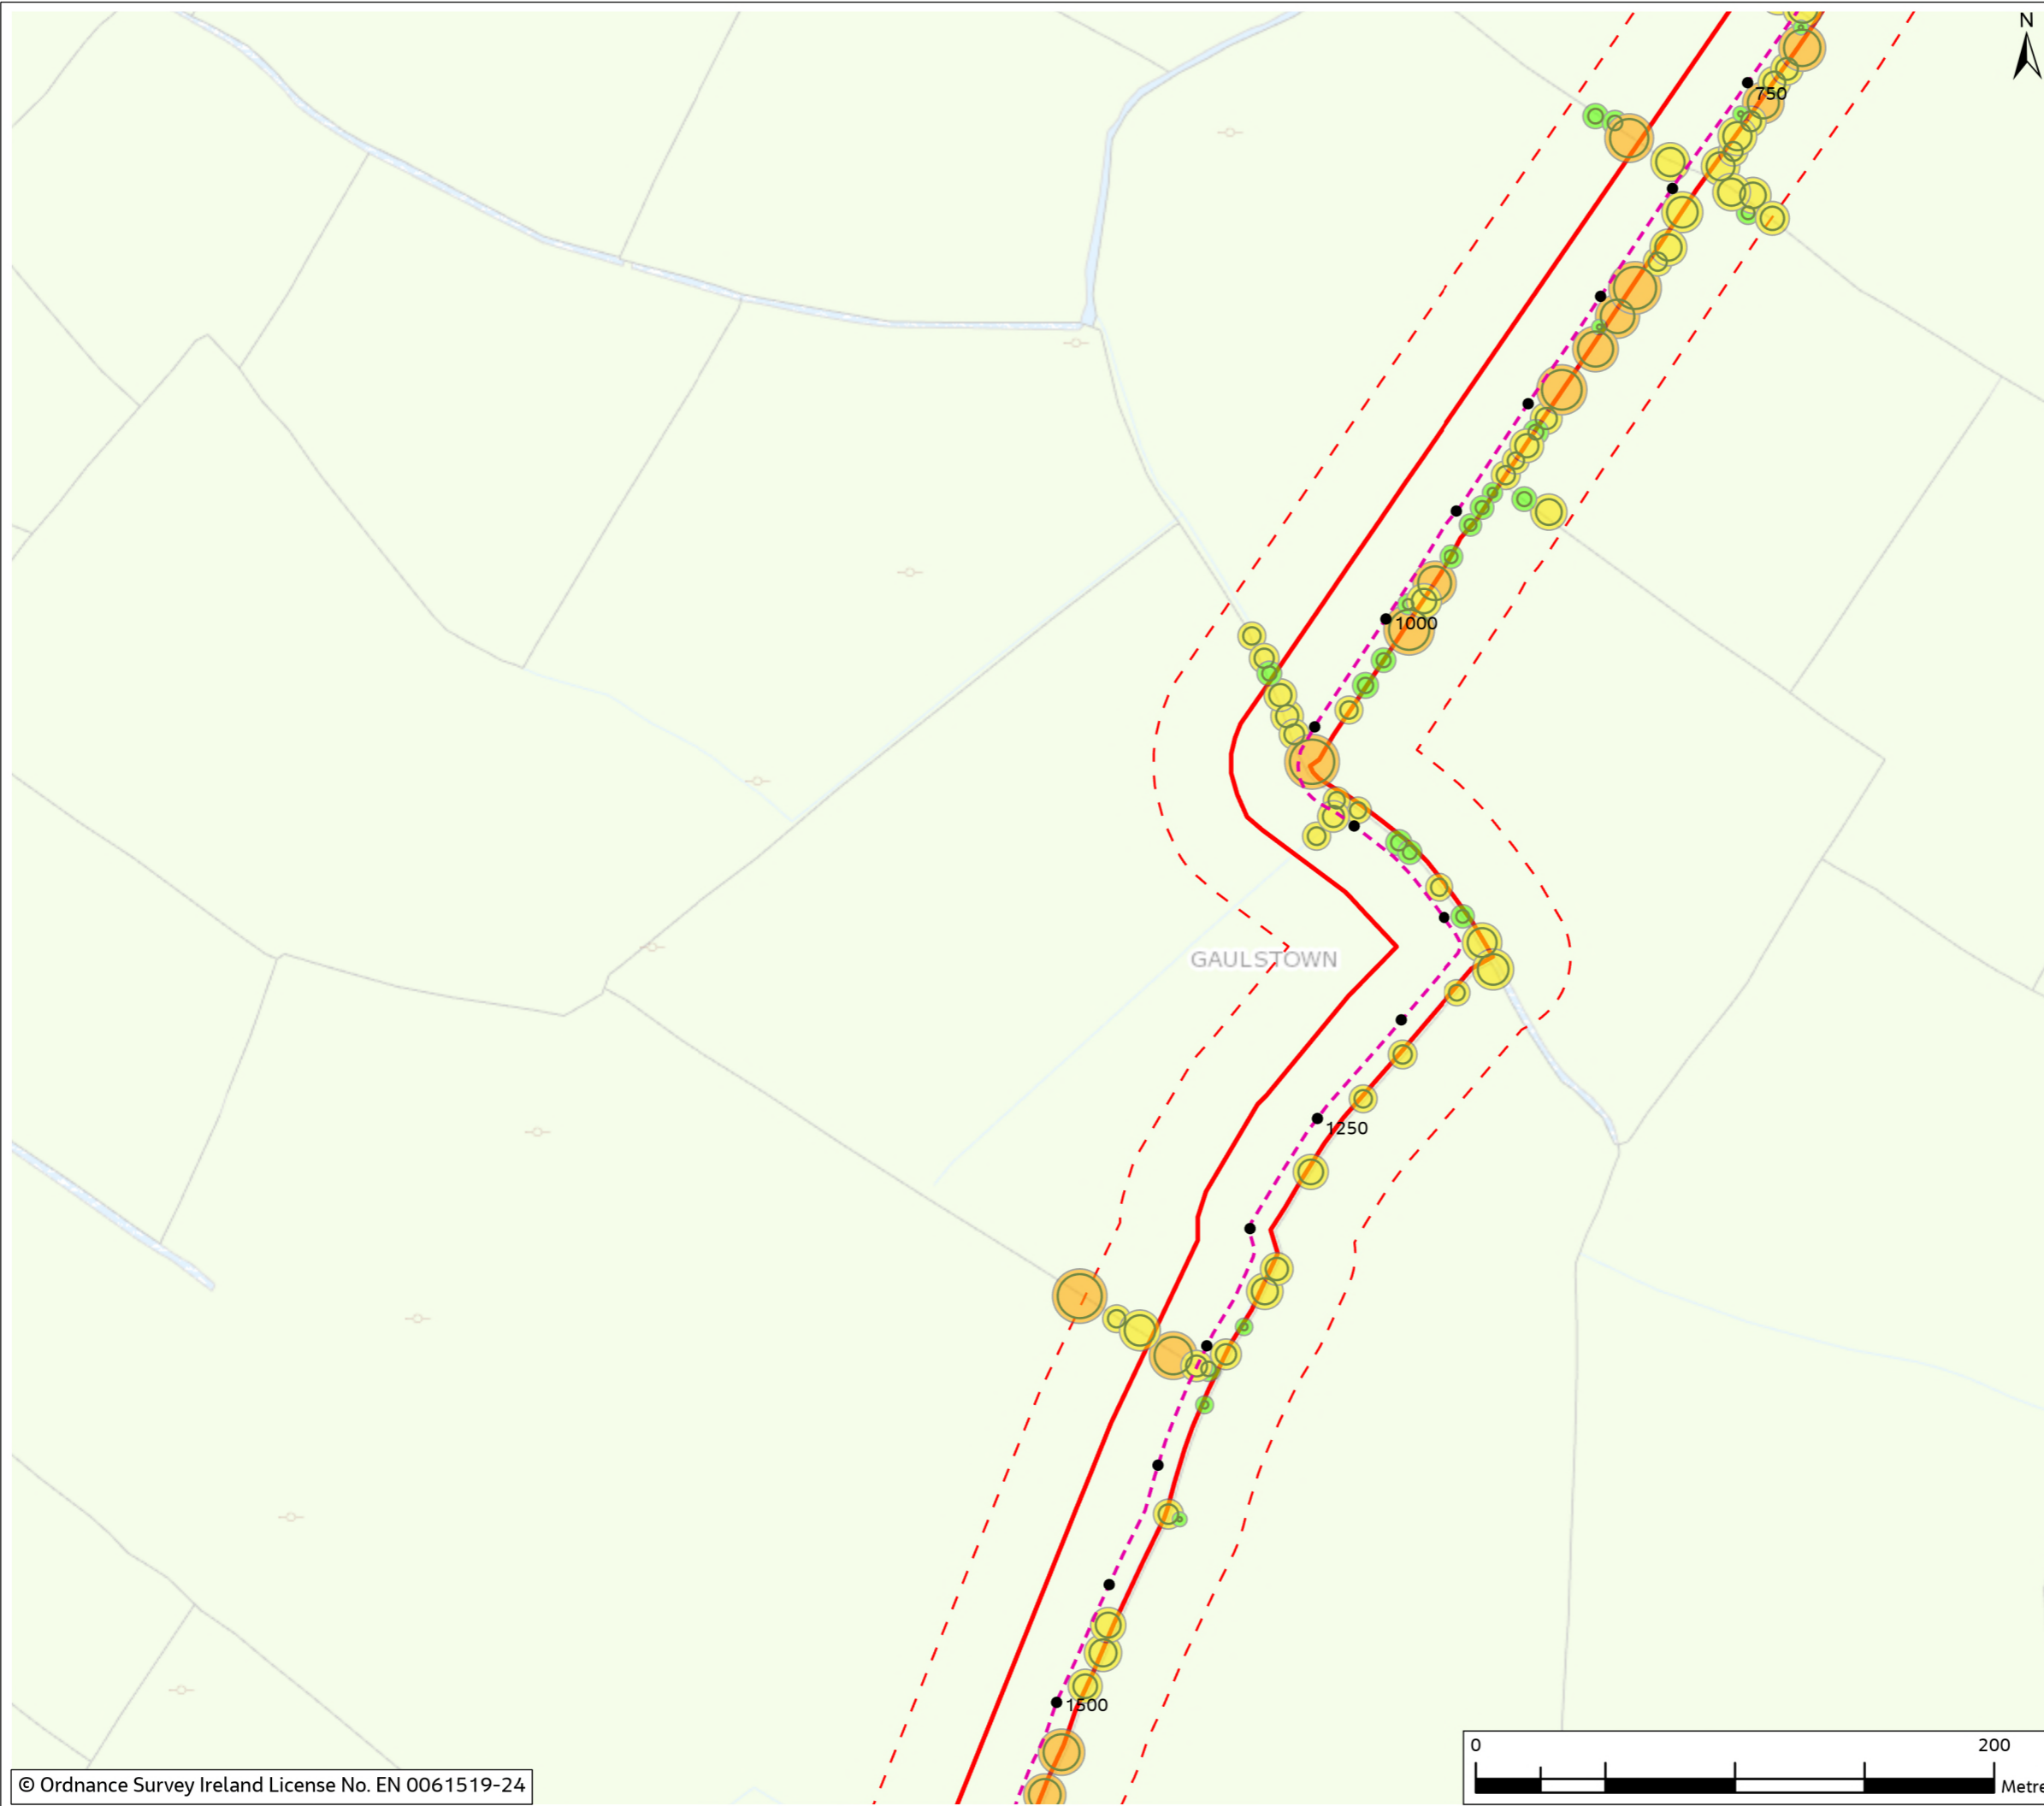 N
750
1000
GAULSTOWN
1250
1500
0 200
Metre
© Ordnance Survey Ireland License No. EN 0061519-24